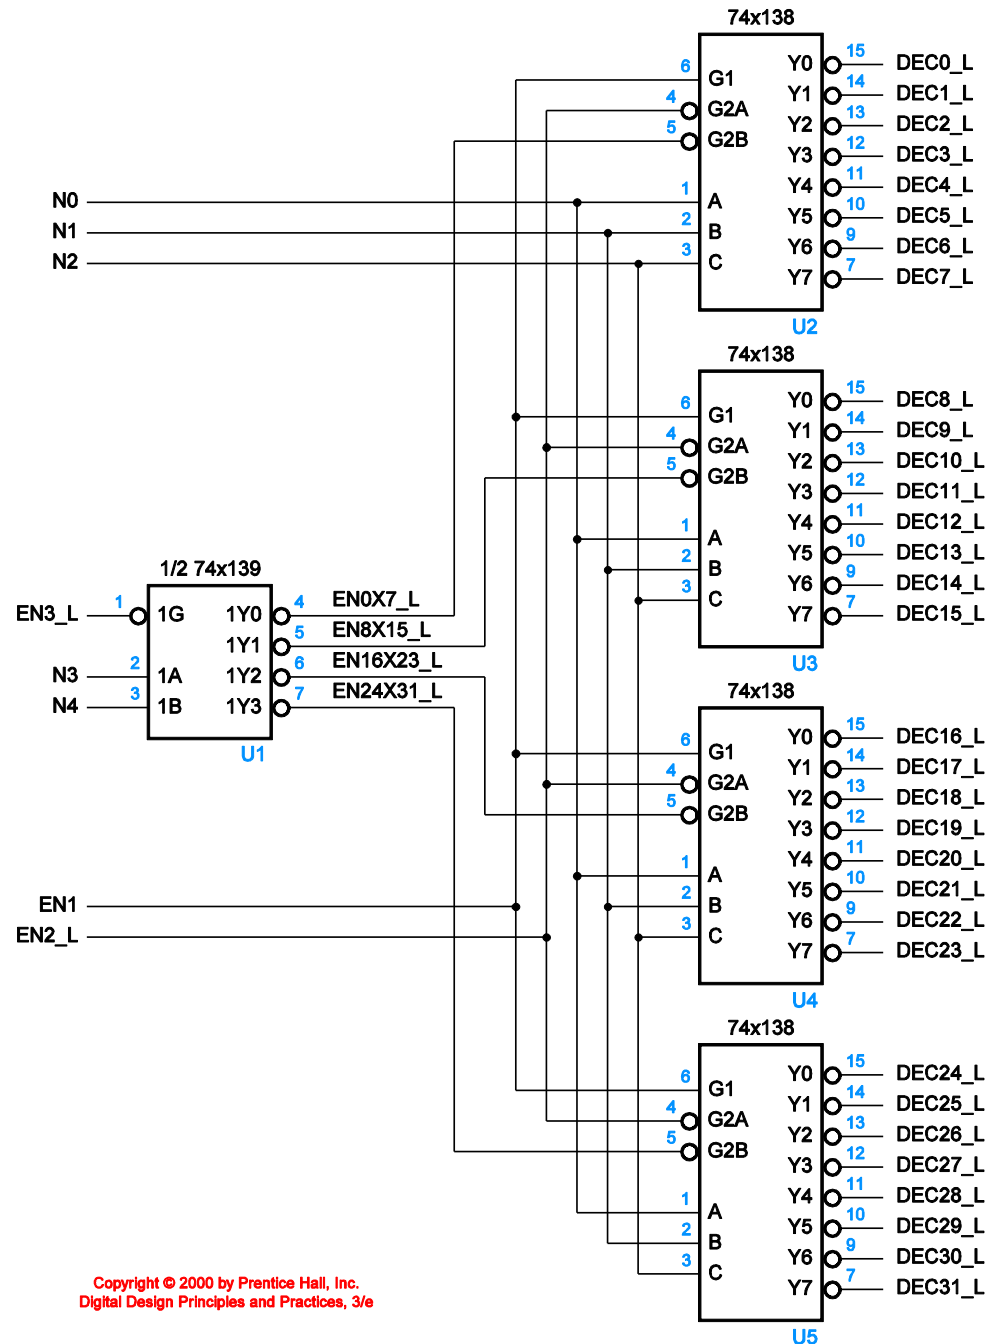 74x138
6 G1
4 G2A
5 G2B
1 A
2 B
3 C
Y0 15 DEC0_L
Y1 14 DEC1_L
Y2 13 DEC2_L
Y3 12 DEC3_L
Y4 11 DEC4_L
Y5 10 DEC5_L
Y6 9 DEC6_L
Y7 7 DEC7_L
U2
N0
N1
N2
74x138
6 G1
4 G2A
5 G2B
1 A
2 B
3 C
Y0 15 DEC8_L
Y1 14 DEC9_L
Y2 13 DEC10_L
Y3 12 DEC11_L
Y4 11 DEC12_L
Y5 10 DEC13_L
Y6 9 DEC14_L
Y7 7 DEC15_L
U3
1/2 74x139
EN3_L 1 1G
N3 2 1A
N4 3 1B
1Y0 4 EN0X7_L
1Y1 5 EN8X15_L
1Y2 6 EN16X23_L
1Y3 7 EN24X31_L
U1
74x138
6 G1
4 G2A
5 G2B
1 A
2 B
3 C
Y0 15 DEC16_L
Y1 14 DEC17_L
Y2 13 DEC18_L
Y3 12 DEC19_L
Y4 11 DEC20_L
Y5 10 DEC21_L
Y6 9 DEC22_L
Y7 7 DEC23_L
U4
EN1
EN2_L
74x138
6 G1
4 G2A
5 G2B
1 A
2 B
3 C
Y0 15 DEC24_L
Y1 14 DEC25_L
Y2 13 DEC26_L
Y3 12 DEC27_L
Y4 11 DEC28_L
Y5 10 DEC29_L
Y6 9 DEC30_L
Y7 7 DEC31_L
U5
Copyright © 2000 by Prentice Hall, Inc.
Digital Design Principles and Practices, 3/e